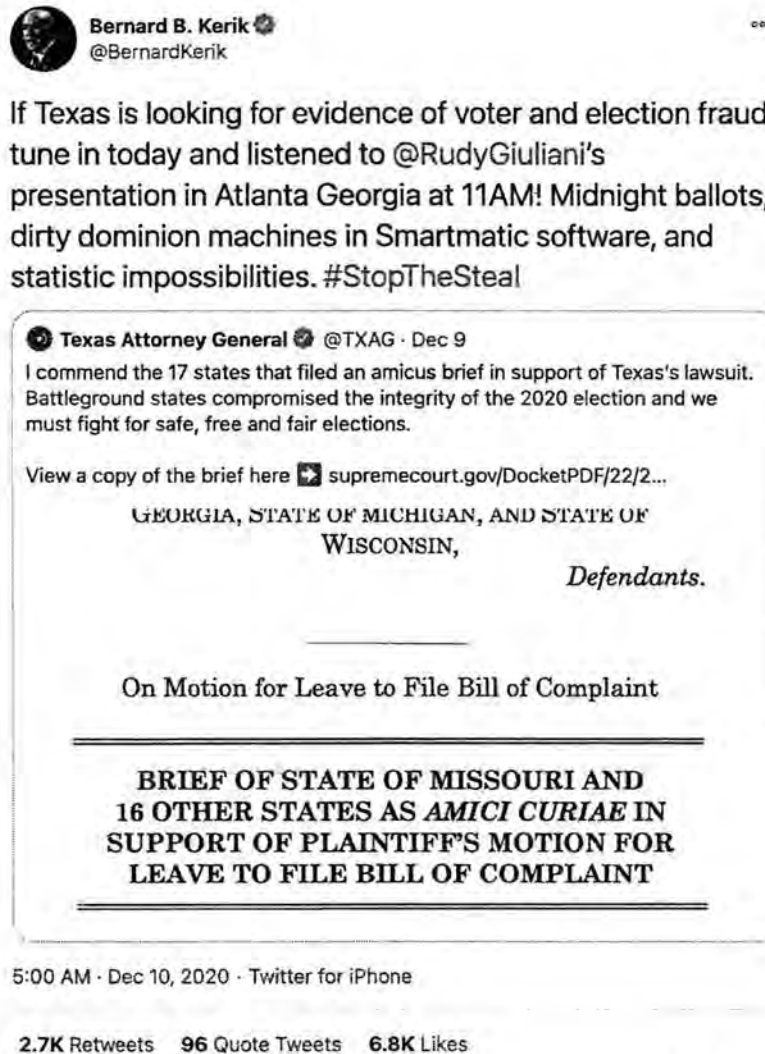 Bernard B. Kerik
@BernardKerik
If Texas is looking for evidence of voter and election fraud
tune in today and listened to @RudyGiuliani's
presentation in Atlanta Georgia at 11AM! Midnight ballots,
dirty dominion machines in Smartmatic software, and
statistic impossibilities. #StopTheSteal
Texas Attorney General @TXAG · Dec 9
I commend the 17 states that filed an amicus brief in support of Texas's lawsuit.
Battleground states compromised the integrity of the 2020 election and we
must fight for safe, free and fair elections.
View a copy of the brief here ➡ supremecourt.gov/DocketPDF/22/2...
GEORGIA, STATE OF MICHIGAN, AND STATE OF
WISCONSIN,
Defendants.
On Motion for Leave to File Bill of Complaint
BRIEF OF STATE OF MISSOURI AND
16 OTHER STATES AS AMICI CURIAE IN
SUPPORT OF PLAINTIFF'S MOTION FOR
LEAVE TO FILE BILL OF COMPLAINT
5:00 AM · Dec 10, 2020 · Twitter for iPhone
2.7K Retweets 96 Quote Tweets 6.8K Likes